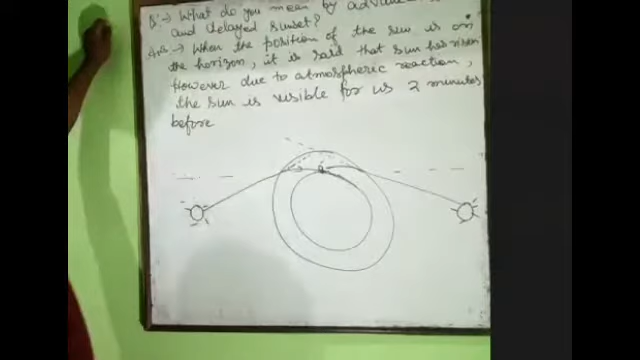 Q:→ What do you mean by advance
and delayed sunset?
Ans → When the position of the sun is on
the horizon, it is said that sun has risen
However due to atmospheric reaction,
the sun is visible for us 2 minutes
before